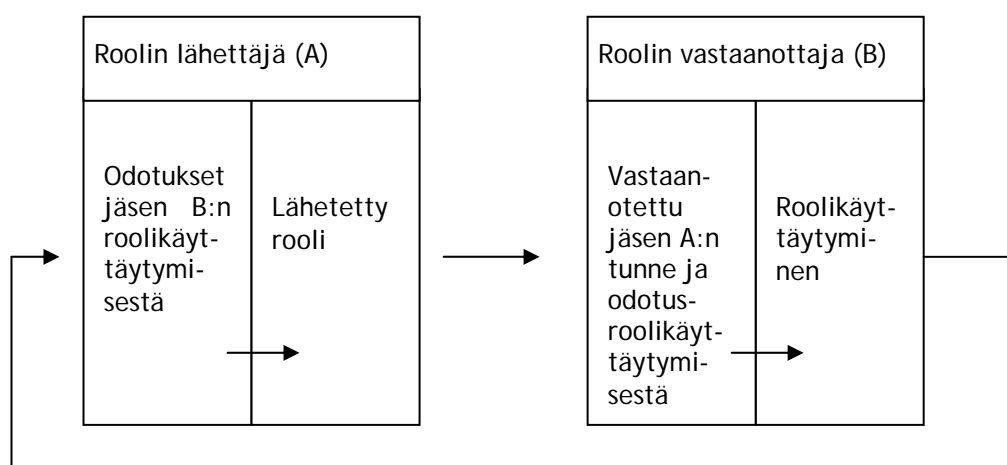 Roolin lähettäjä (A)
Odotukset
jäsen B:n
roolikäyt-
täytymi-
sestä
Lähetetty
rooli
Roolin vastaanottaja (B)
Vastaan-
otettu
jäsen A:n
tunne ja
odotus-
roolikäyt-
täytymi-
sestä
Roolikäyt-
täytymi-
nen